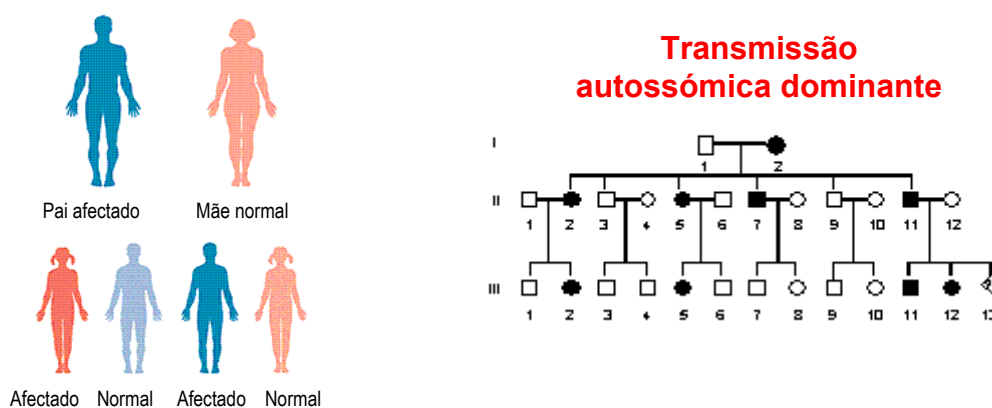 Transmissão
autossómica dominante
Pai afectado Mãe normal
Afectado Normal Afectado Normal
I
1 2
II
1 2 3 4 5 6 7 8 9 10 11 12
III
1 2 3 4 5 6 7 8 9 10 11 12